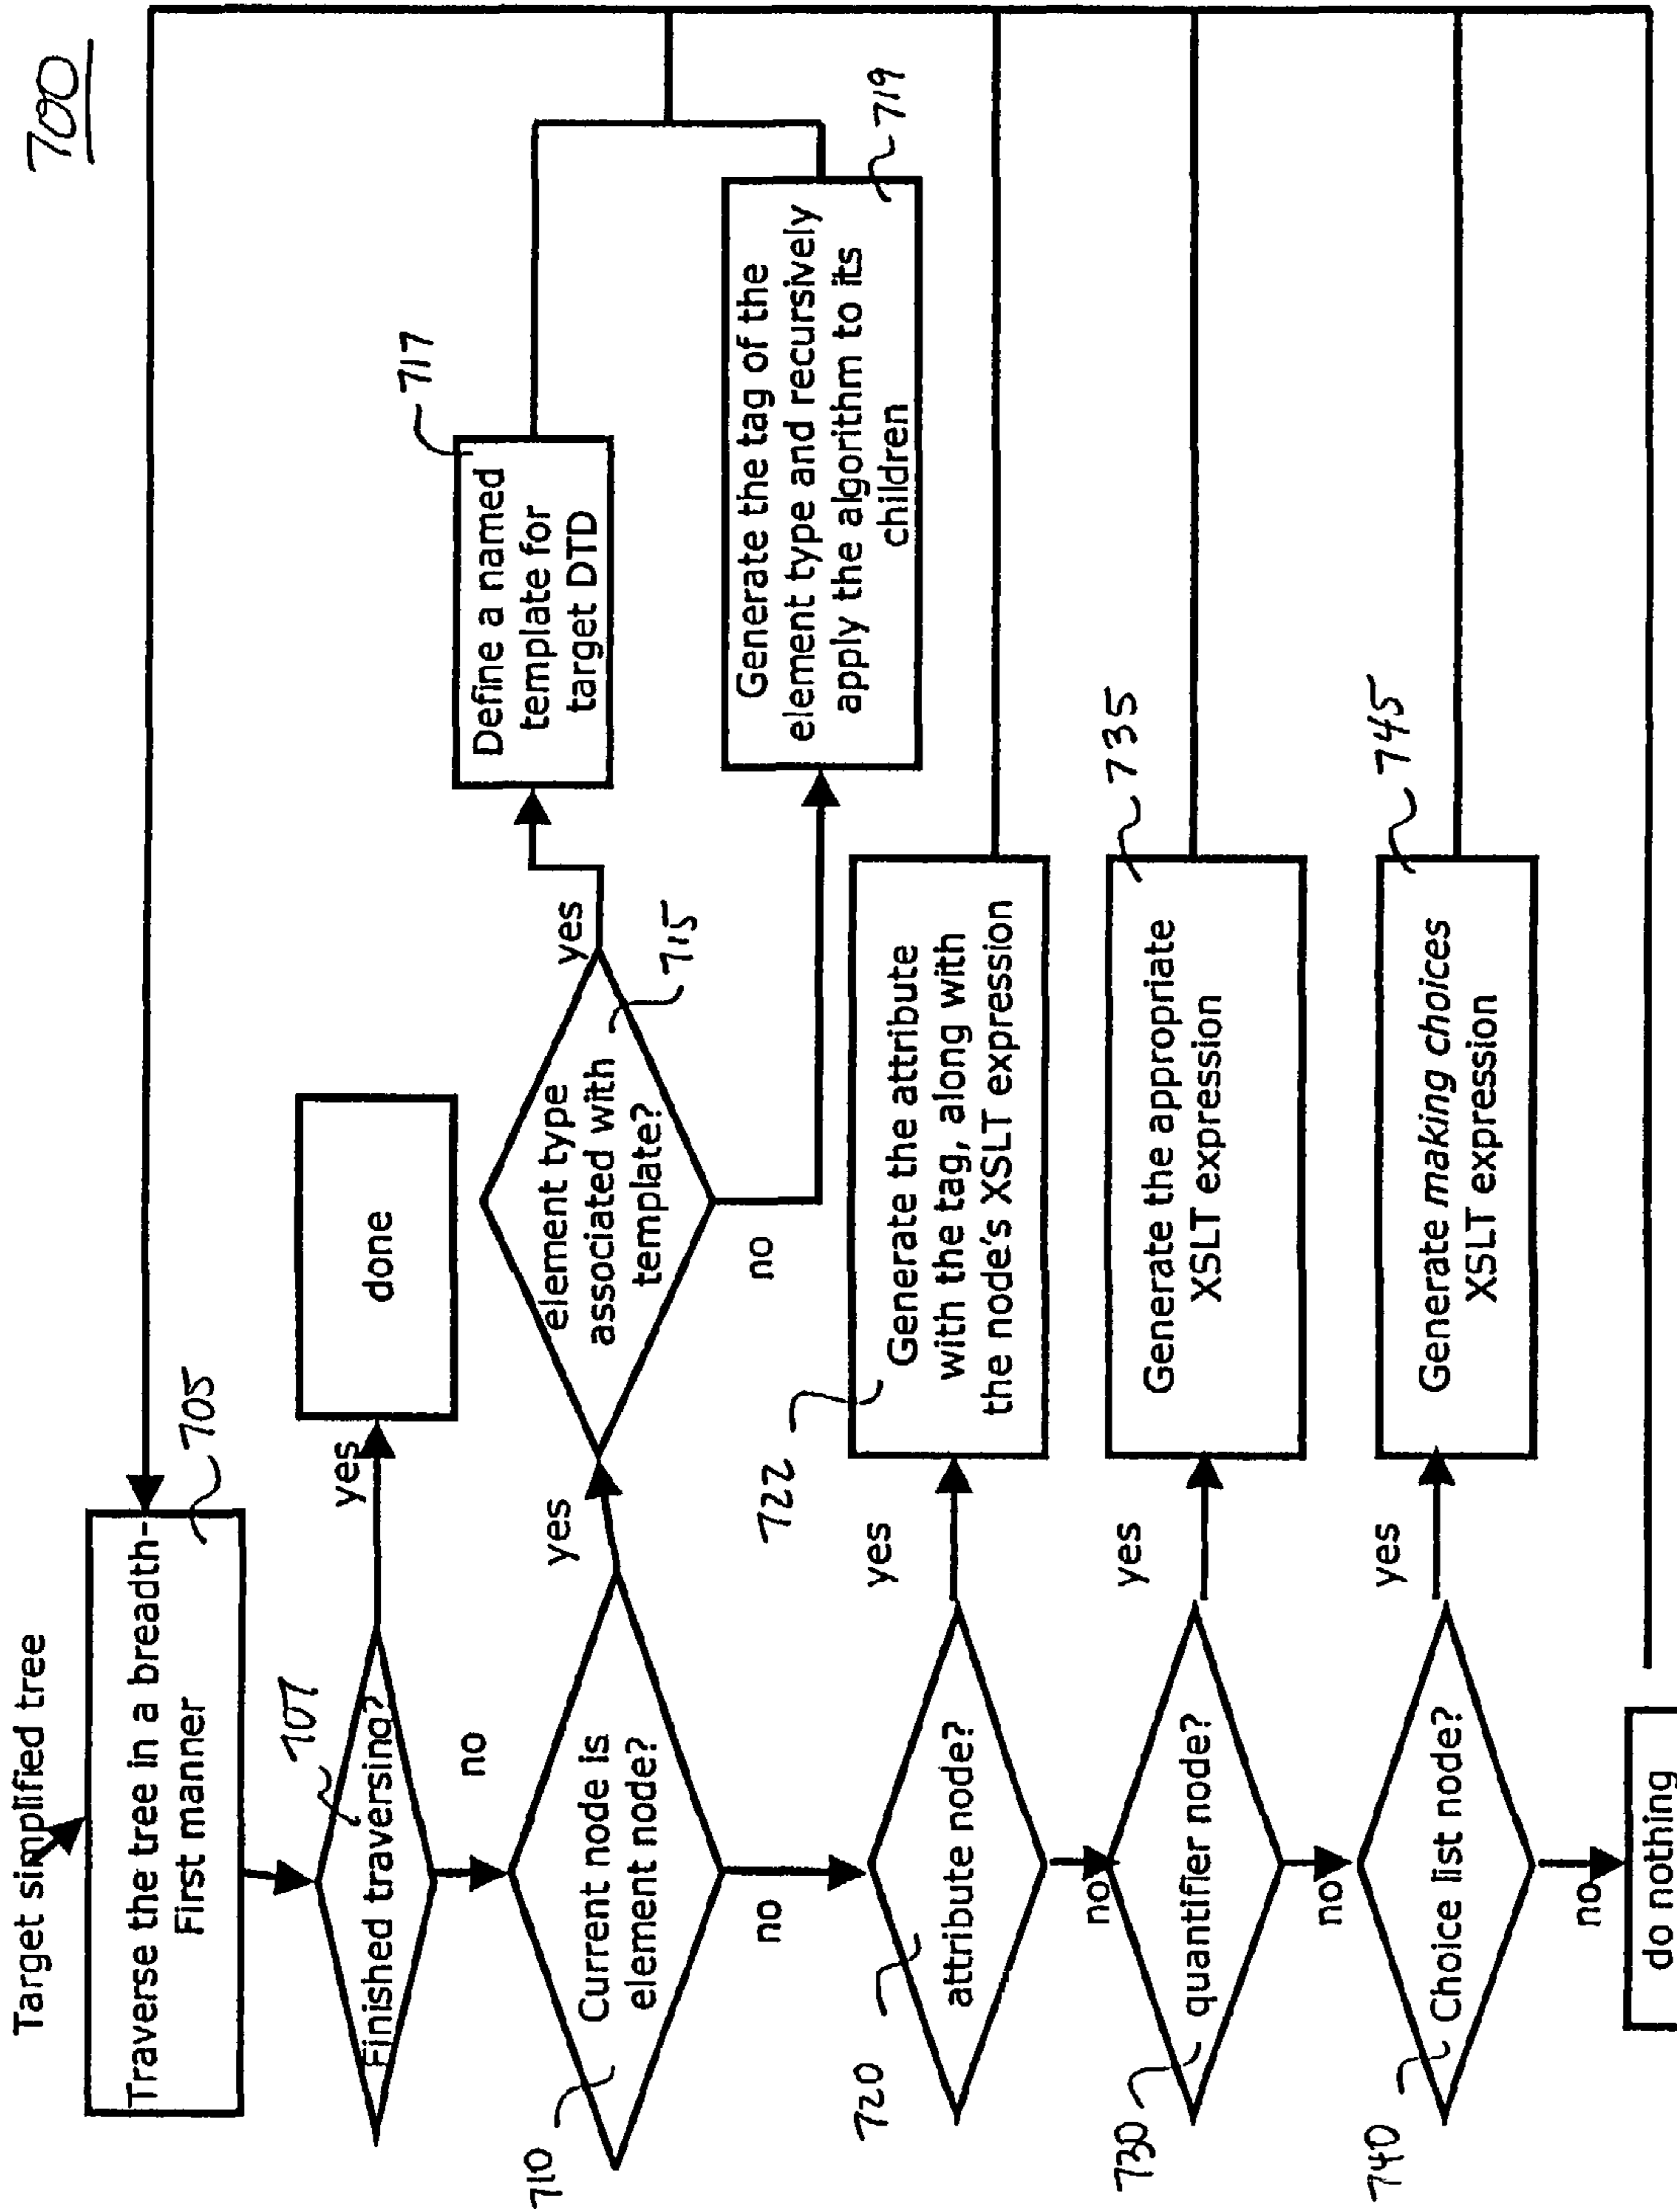 700
Target simplified tree
Traverse the tree in a breadth-
First manner
705
Finished traversing?
707
yes
done
no
Current node is
element node?
710
yes
element type
associated with
template?
715
yes
Define a named
template for
target DTD
717
no
Generate the tag of the
element type and recursively
apply the algorithm to its
children
719
no
attribute node?
720
yes
722
Generate the attribute
with the tag, along with
the node's XSLT expression
no
quantifier node?
730
yes
Generate the appropriate
XSLT expression
735
no
Choice list node?
740
yes
Generate making choices
XSLT expression
745
no
do nothing